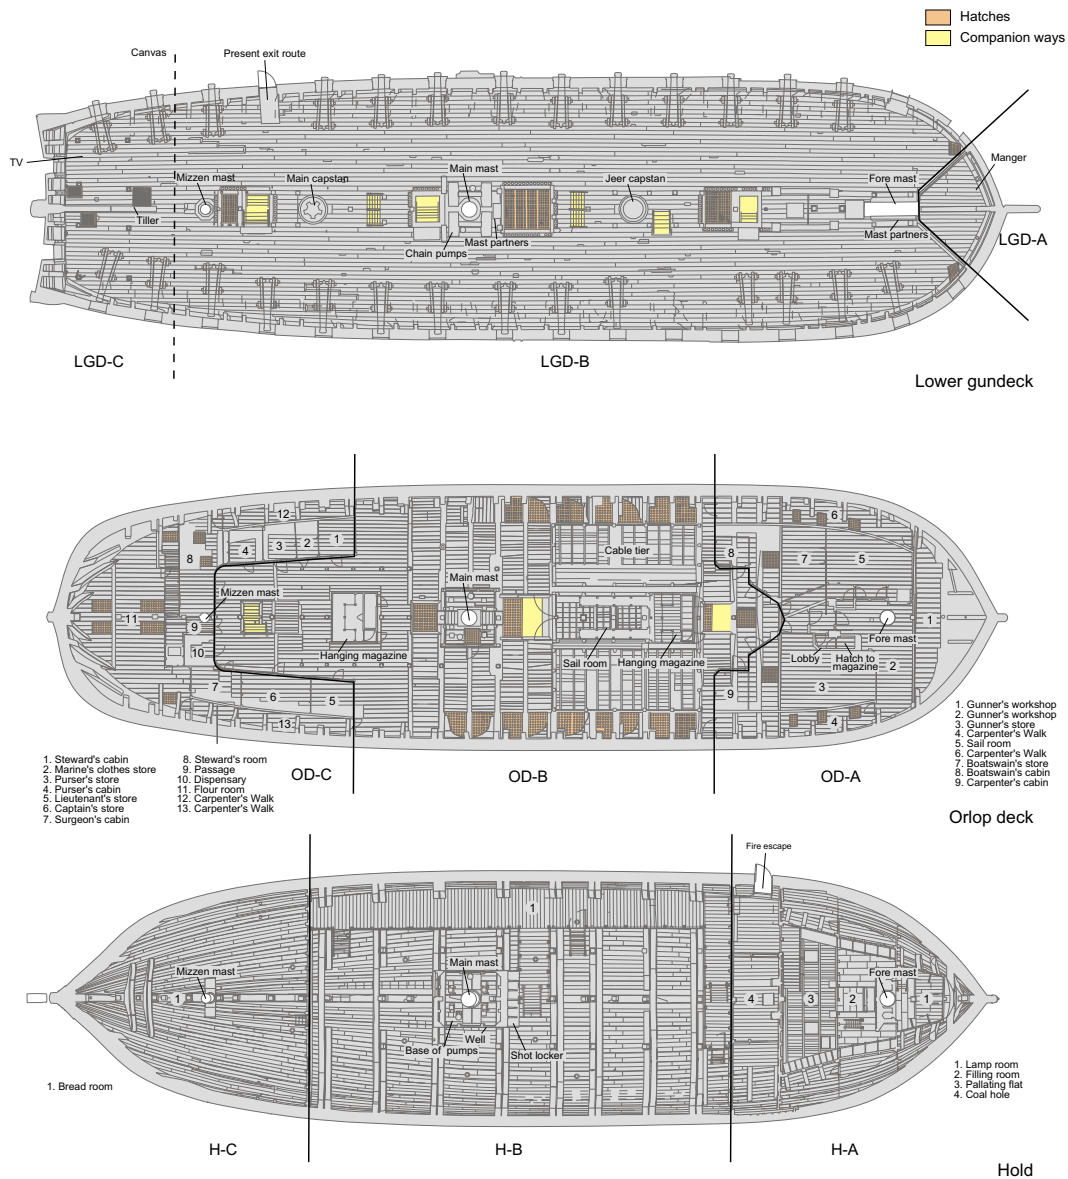 Hatches
Companion ways
Canvas
Present exit route
TV
Mizzen mast
Main capstan
Main mast
Jeer capstan
Fore mast
Manger
Tiller
Chain pumps
Mast partners
Mast partners
LGD-A
LGD-C
LGD-B
Lower gundeck
12
4
3
2
1
8
Mizzen mast
11
9
10
Hanging magazine
7
6
5
13
Main mast
Cable tier
Sail room
Hanging magazine
8
9
6
7
5
1
Fore mast
Lobby
Hatch to
magazine
2
3
4
1. Steward's cabin
2. Marine's clothes store
3. Purser's store
4. Purser's cabin
5. Lieutenant's store
6. Captain's store
7. Surgeon's cabin
8. Steward's room
9. Passage
10. Dispensary
11. Flour room
12. Carpenter's Walk
13. Carpenter's Walk
OD-C
OD-B
OD-A
1. Gunner's workshop
2. Gunner's workshop
3. Gunner's store
4. Carpenter's Walk
5. Sail room
6. Carpenter's Walk
7. Boatswain's store
8. Boatswain's cabin
9. Carpenter's cabin
Orlop deck
Fire escape
1
Mizzen mast
1
Main mast
Well
Base of pumps
Shot locker
Fore mast
4
3
2
1
1. Bread room
1. Lamp room
2. Filling room
3. Pallating flat
4. Coal hole
H-C
H-B
H-A
Hold